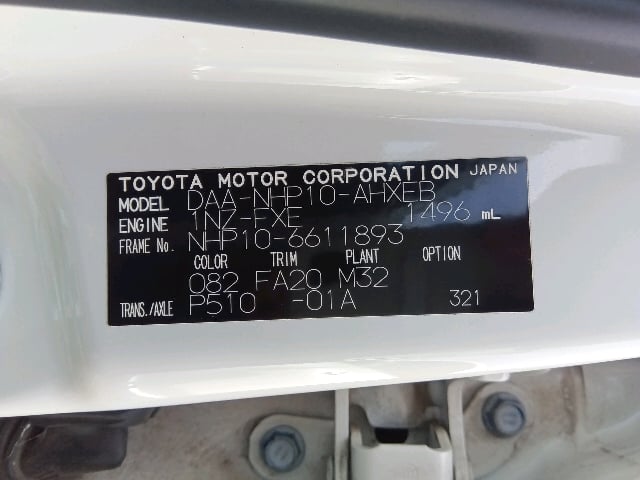 TOYOTA MOTOR CORPORATION JAPAN
MODEL DAA-NHP10-AHXEB
ENGINE 1NZ-FXE 1496 mL
FRAME No. NHP10-6611893
COLOR TRIM PLANT OPTION
082 FA20 M32
TRANS./AXLE P510 -01A 321